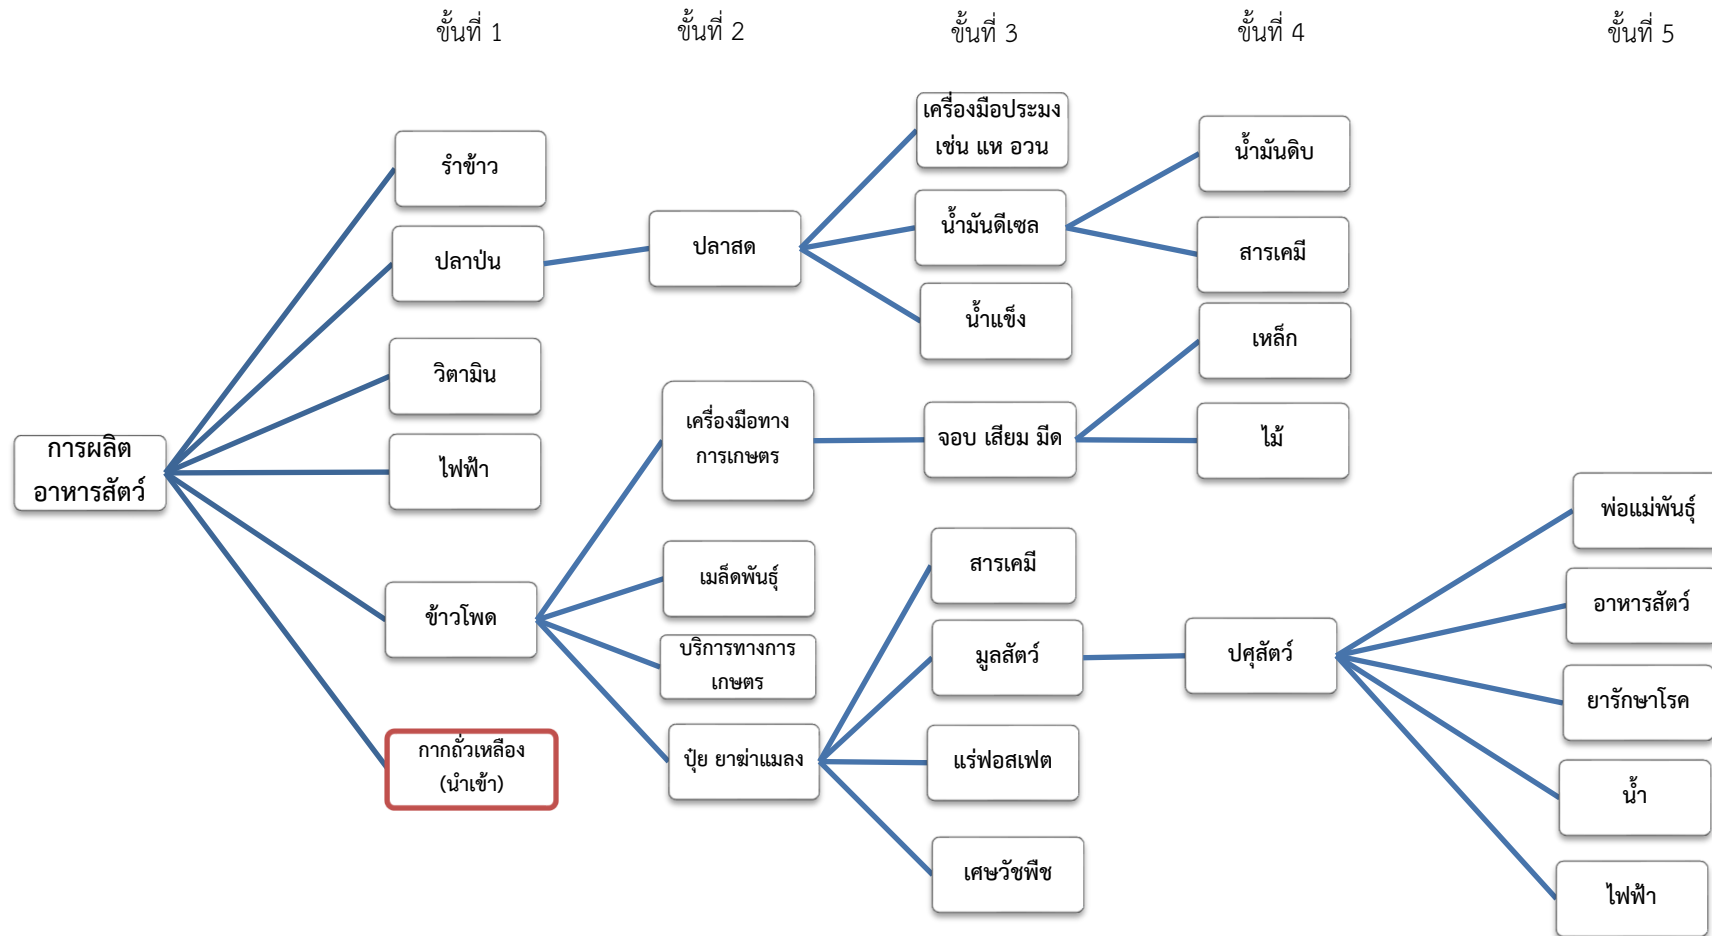 ขั้นที่ 1
ขั้นที่ 2
ขั้นที่ 3
ขั้นที่ 4
ขั้นที่ 5
การผลิต
อาหารสัตว์
รำข้าว
ปลาป่น
วิตามิน
ไฟฟ้า
ข้าวโพด
กากถั่วเหลือง
(นำเข้า)
ปลาสด
เครื่องมือทาง
การเกษตร
เมล็ดพันธุ์
บริการทางการ
เกษตร
ปุ๋ย ยาฆ่าแมลง
เครื่องมือประมง
เช่น แห อวน
น้ำมันดีเซล
น้ำแข็ง
จอบ เสียม มีด
สารเคมี
มูลสัตว์
แร่ฟอสเฟต
เศษวัชพืช
น้ำมันดิบ
สารเคมี
เหล็ก
ไม้
ปศุสัตว์
พ่อแม่พันธุ์
อาหารสัตว์
ยารักษาโรค
น้ำ
ไฟฟ้า